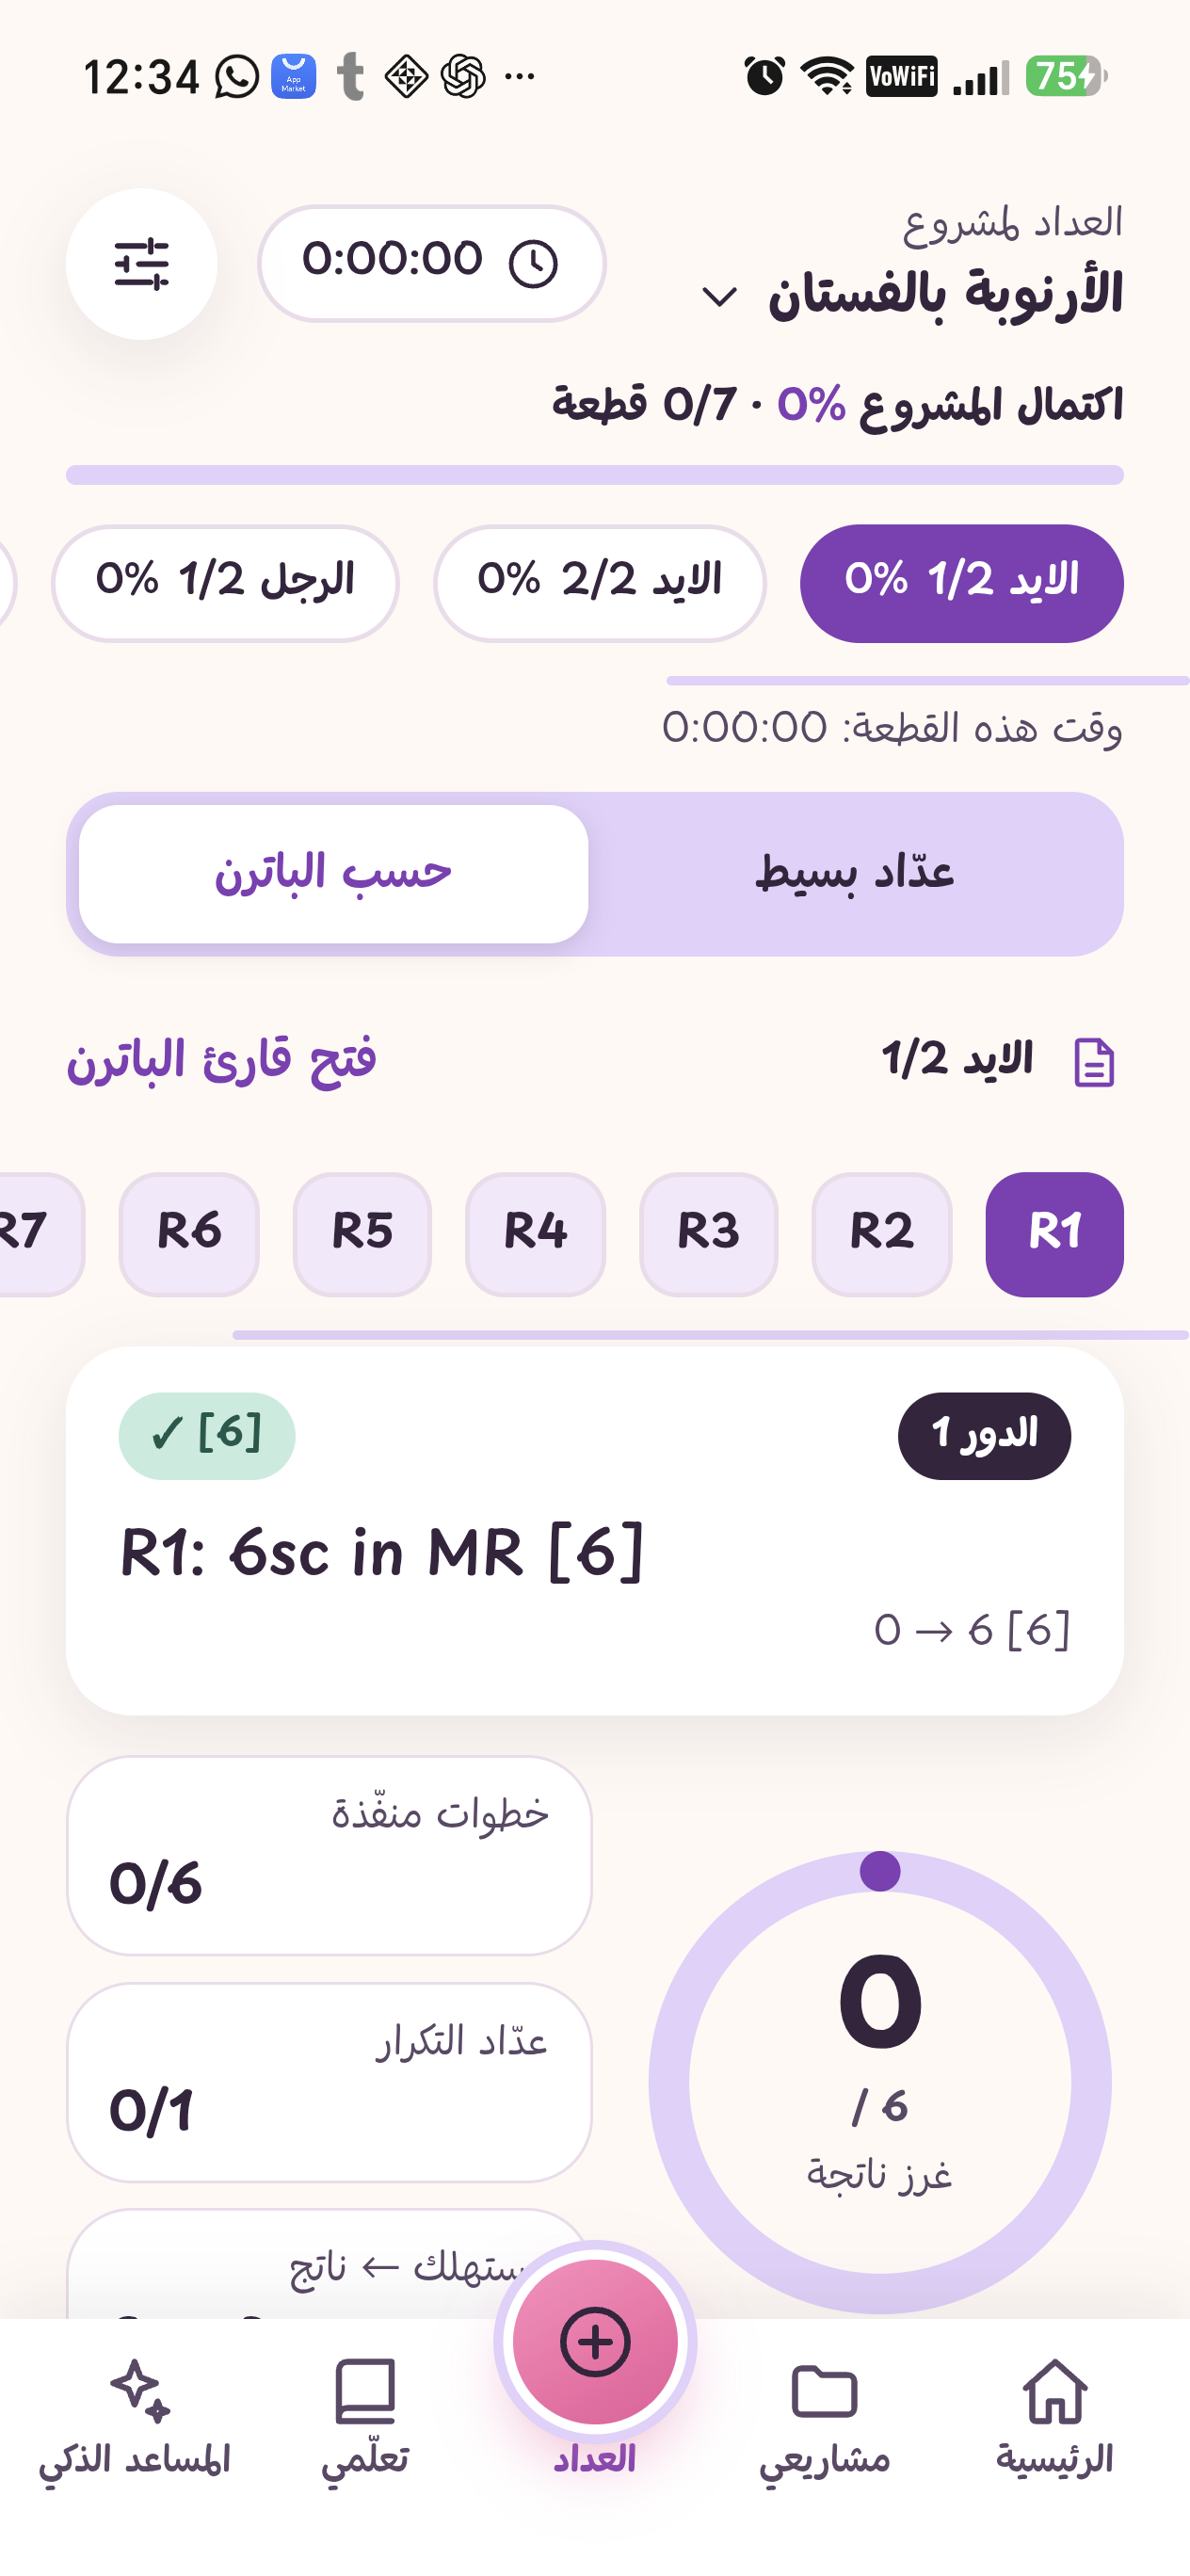 12:34 App Market t ... VoWiFi 75
العداد لمشروع
الأرنوبة بالفستان
0:00:00
اكتمال المشروع 0% · 0/7 قطعة
الايد 1/2 0%
الايد 2/2 0%
الرجل 1/2 0%
وقت هذه القطعة: 0:00:00
عدّاد بسيط
حسب الباترن
الايد 1/2
فتح قارئ الباترن
R1 R2 R3 R4 R5 R6 R7
الدور 1
[6] ✓
R1: 6sc in MR [6]
0 → 6 [6]
0
/ 6
غرز ناتجة
خطوات منفّذة
0/6
عدّاد التكرار
0/1
← ناتج
الرئيسية
مشاريعي
العداد
تعلّمي
المساعد الذكي